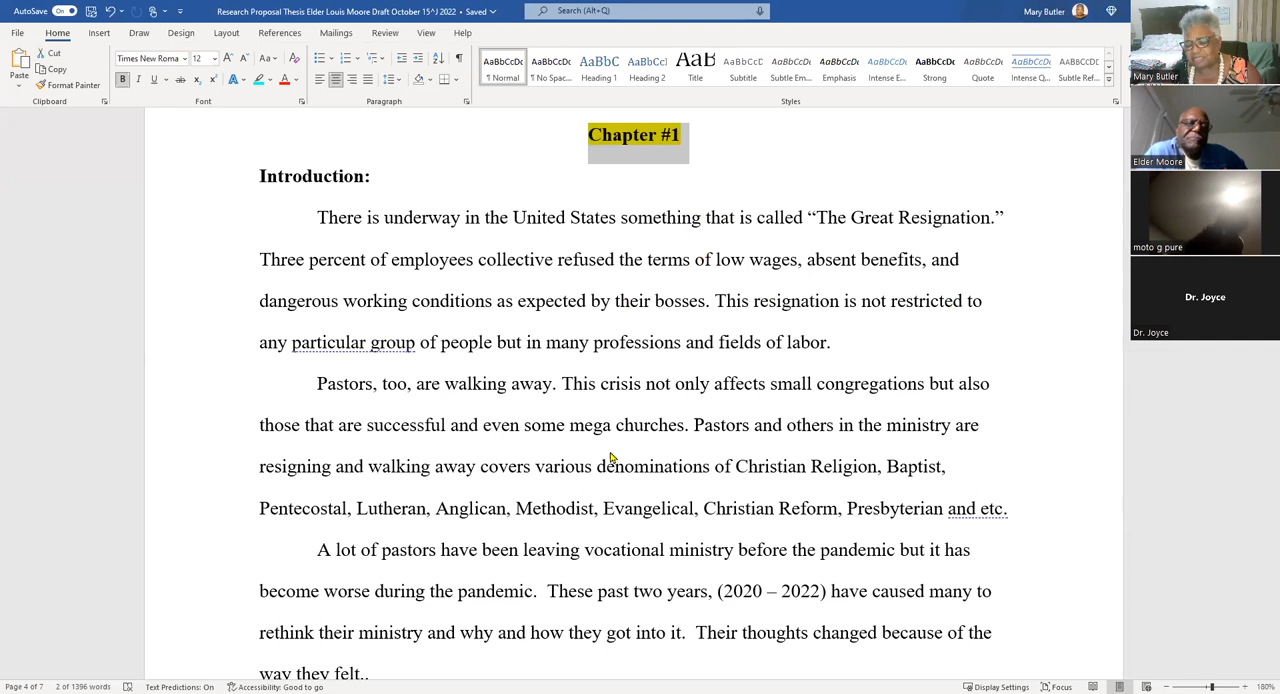 AutoSave On Research Proposal Thesis Elder Louis Moore Draft October 15^J 2022 • Saved Search (Alt+Q) Mary Butler
File Home Insert Draw Design Layout References Mailings Review View Help
Paste Cut Copy Format Painter
Times New Roma 12 Aa
B I U ab x₂ x² A A
AaBbCcDc AaBbCcDc AaBbC AaBbCcC AaB AaBbCcD AaBbCcDc AaBbCcDc AaBbCcDc AaBbCcDc AaBbCcDc AaBbCcDc AaBbCcDc
¶ Normal ¶ No Spac... Heading 1 Heading 2 Title Subtitle Subtle Em... Emphasis Intense E... Strong Quote Intense Q... Subtle Ref...
Clipboard Font Paragraph Styles
Chapter #1
Introduction:
There is underway in the United States something that is called “The Great Resignation.”
Three percent of employees collective refused the terms of low wages, absent benefits, and
dangerous working conditions as expected by their bosses. This resignation is not restricted to
any particular group of people but in many professions and fields of labor.
Pastors, too, are walking away. This crisis not only affects small congregations but also
those that are successful and even some mega churches. Pastors and others in the ministry are
resigning and walking away covers various denominations of Christian Religion, Baptist,
Pentecostal, Lutheran, Anglican, Methodist, Evangelical, Christian Reform, Presbyterian and etc.
A lot of pastors have been leaving vocational ministry before the pandemic but it has
become worse during the pandemic.  These past two years, (2020 – 2022) have caused many to
rethink their ministry and why and how they got into it.  Their thoughts changed because of the
way they felt..
Page 4 of 7 2 of 1396 words Text Predictions: On Accessibility: Good to go Display Settings Focus 180%
Mary Butler
Elder Moore
moto g pure
Dr. Joyce
Dr. Joyce